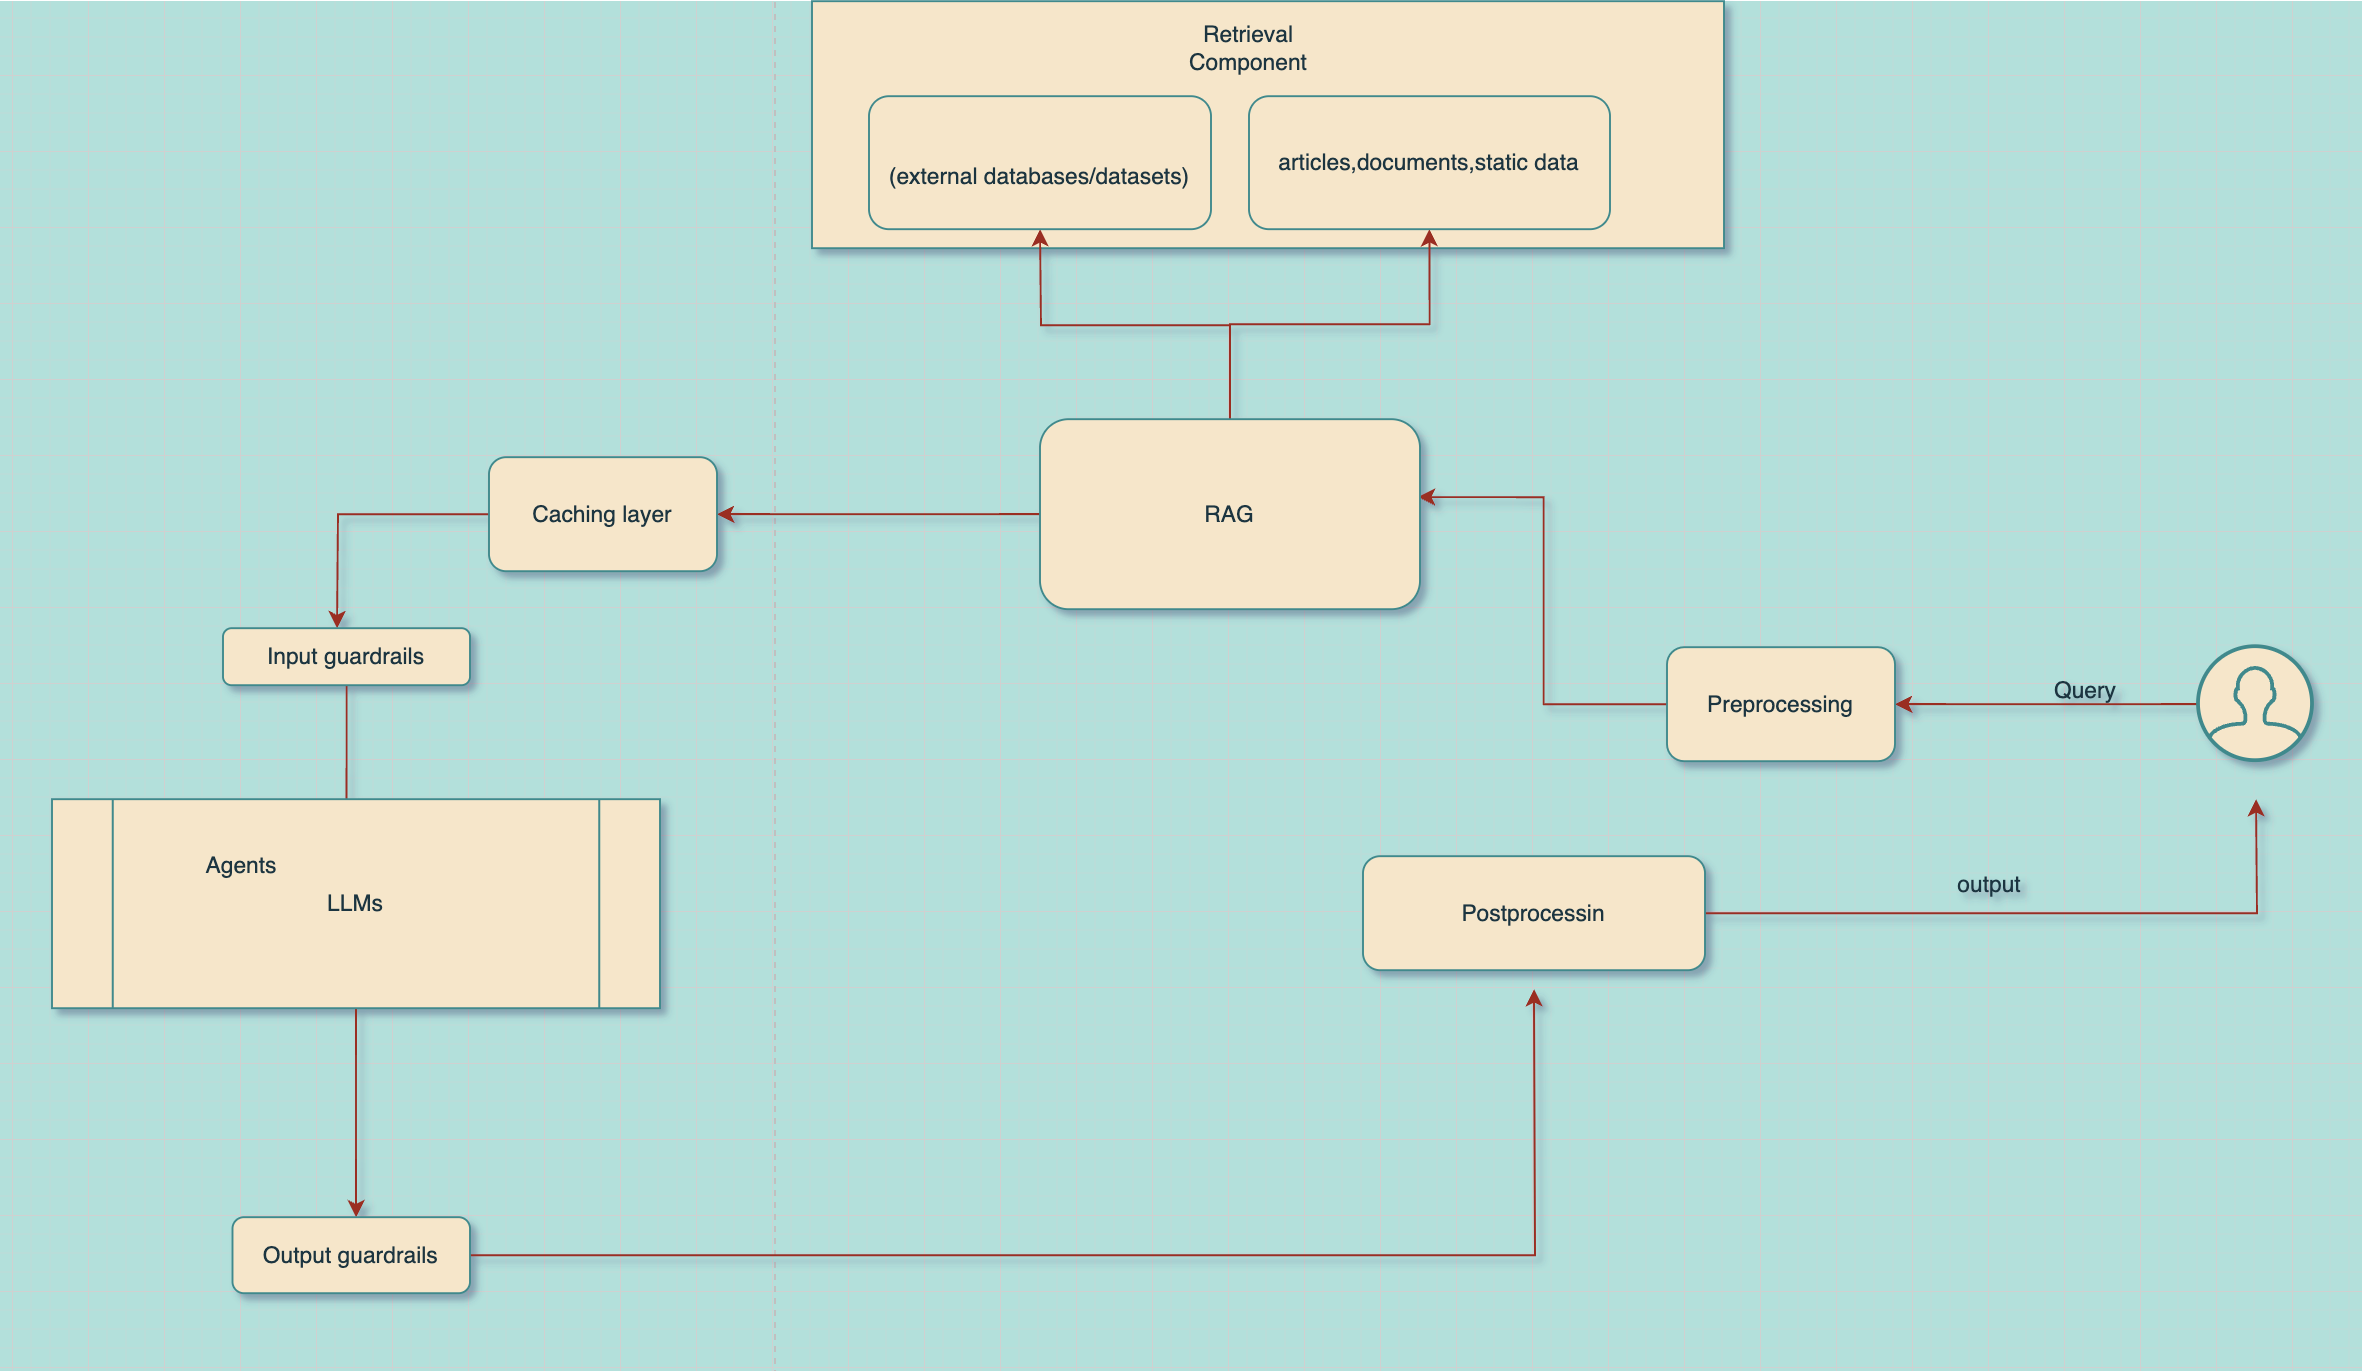 Retrieval
Component
(external databases/datasets)
articles,documents,static data
Caching layer
RAG
Input guardrails
Preprocessing
Query
Agents
LLMs
Postprocessin
output
Output guardrails